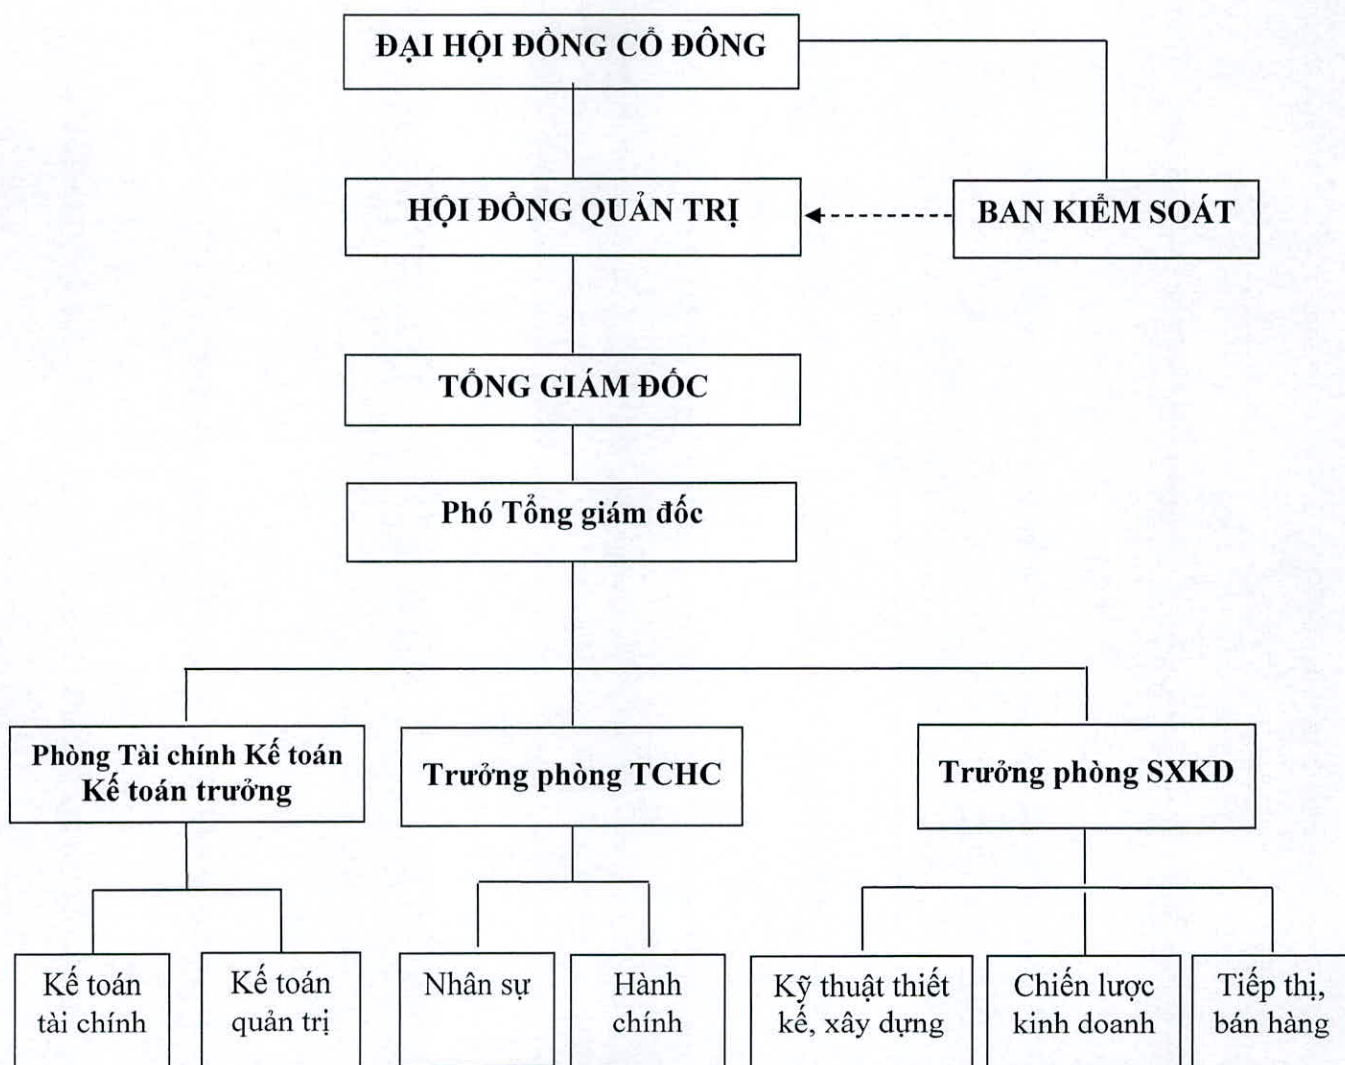 ĐẠI HỘI ĐỒNG CỔ ĐÔNG
HỘI ĐỒNG QUẢN TRỊ
BAN KIỂM SOÁT
TỔNG GIÁM ĐỐC
Phó Tổng giám đốc
Phòng Tài chính Kế toán
Kế toán trưởng
Trưởng phòng TCHC
Trưởng phòng SXKD
Kế toán
tài chính
Kế toán
quản trị
Nhân sự
Hành
chính
Kỹ thuật thiết
kế, xây dựng
Chiến lược
kinh doanh
Tiếp thị,
bán hàng